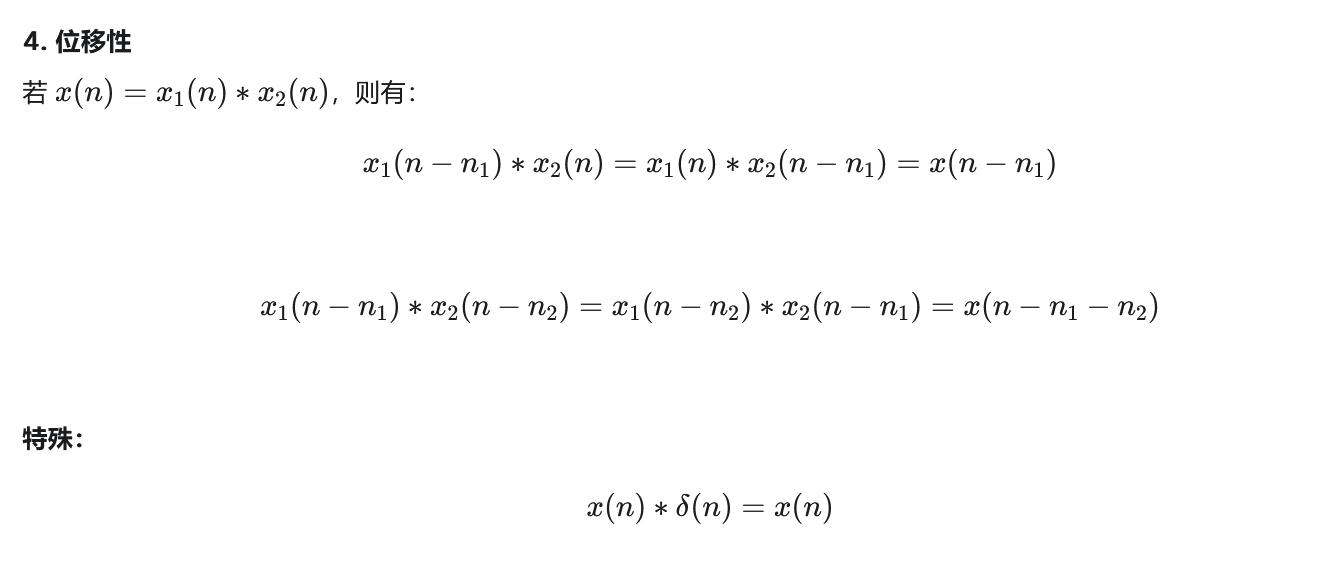 4. 位移性
若 x(n) = x₁(n) ∗ x₂(n)，则有：
x₁(n − n₁) ∗ x₂(n) = x₁(n) ∗ x₂(n − n₁) = x(n − n₁)
x₁(n − n₁) ∗ x₂(n − n₂) = x₁(n − n₂) ∗ x₂(n − n₁) = x(n − n₁ − n₂)
特殊：
x(n) ∗ δ(n) = x(n)